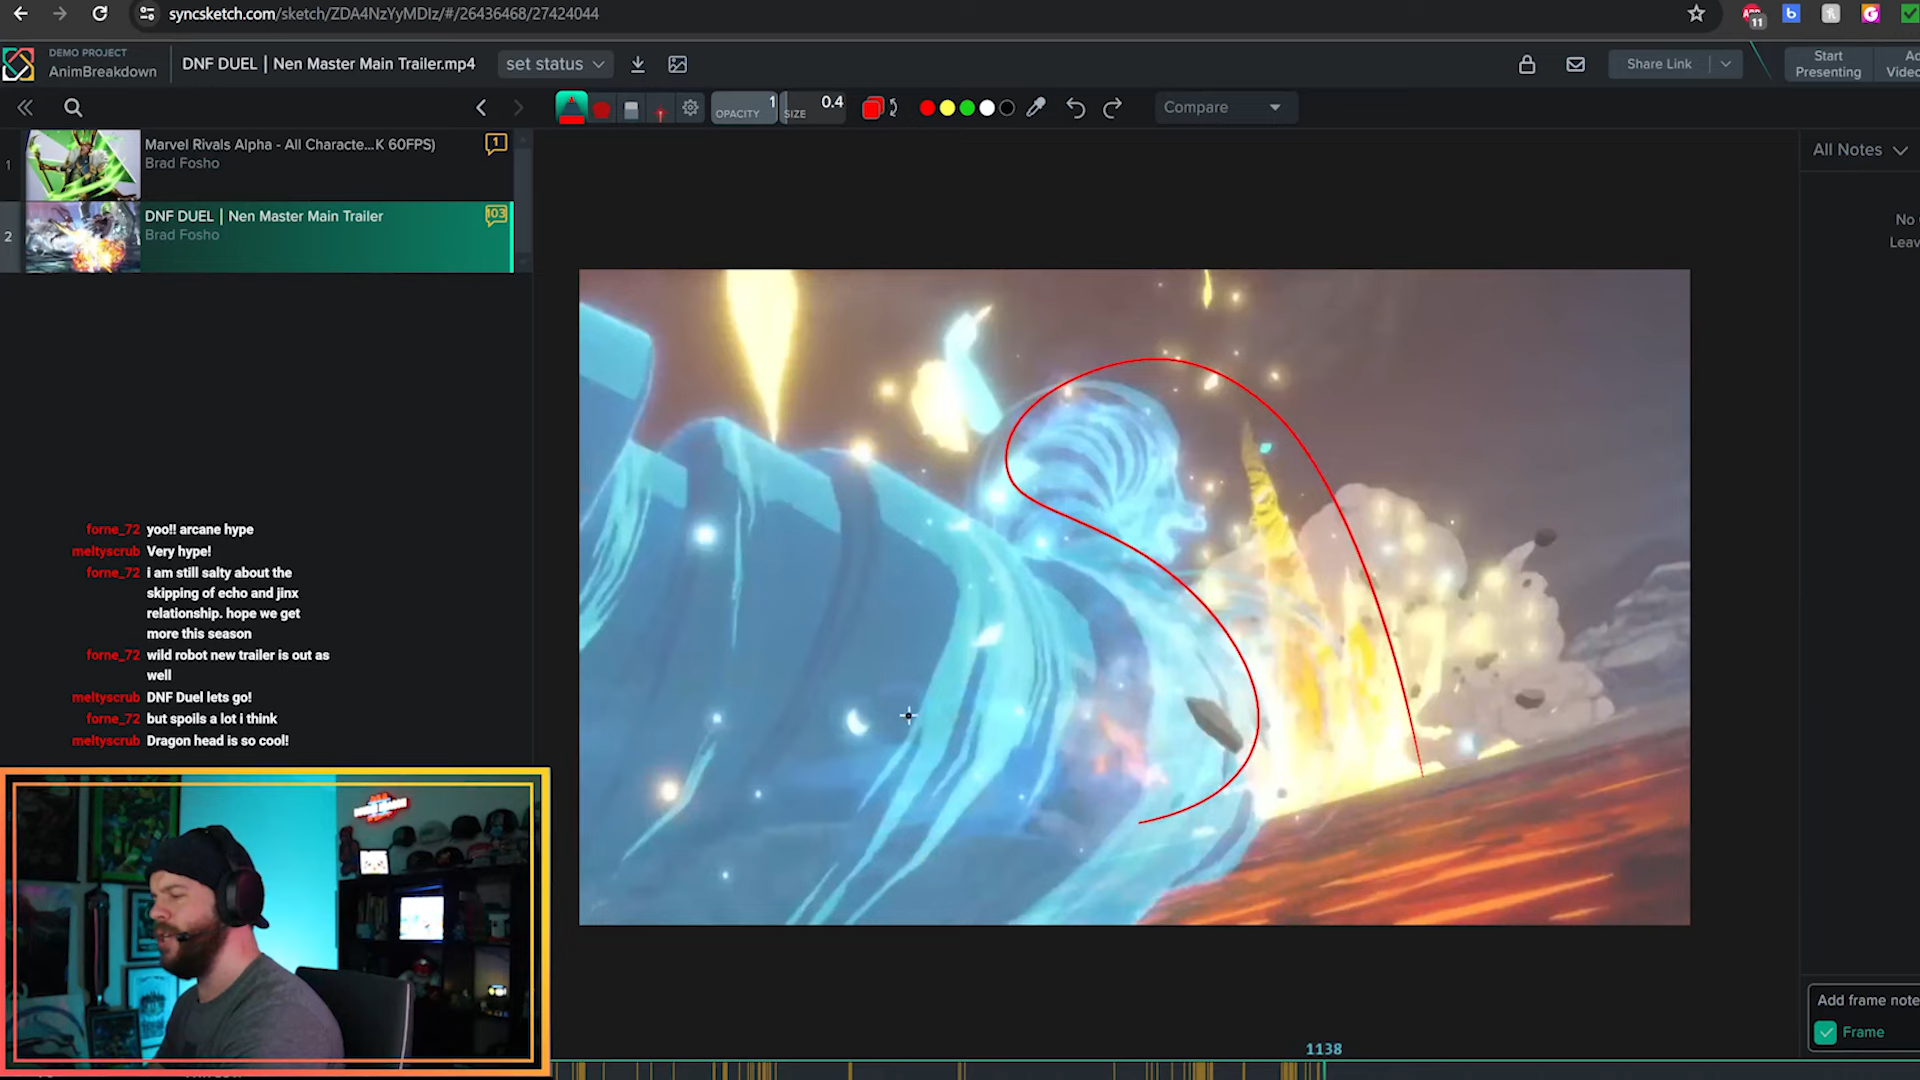 syncsketch.com/sketch/ZDA4NzYyMDIz/#/26436468/27424044
11
DEMO PROJECT
AnimBreakdown
DNF DUEL | Nen Master Main Trailer.mp4
set status
Share Link
Start
Presenting
Video
OPACITY 1
SIZE 0.4
Compare
All Notes
1
Marvel Rivals Alpha - All Characte...K 60FPS)
Brad Fosho
1
2
DNF DUEL | Nen Master Main Trailer
Brad Fosho
103
No
Leav
forne_72 yoo!! arcane hype
meltyscrub Very hype!
forne_72 i am still salty about the
skipping of echo and jinx
relationship. hope we get
more this season
forne_72 wild robot new trailer is out as
well
meltyscrub DNF Duel lets go!
forne_72 but spoils a lot i think
meltyscrub Dragon head is so cool!
Add frame note
Frame
1138